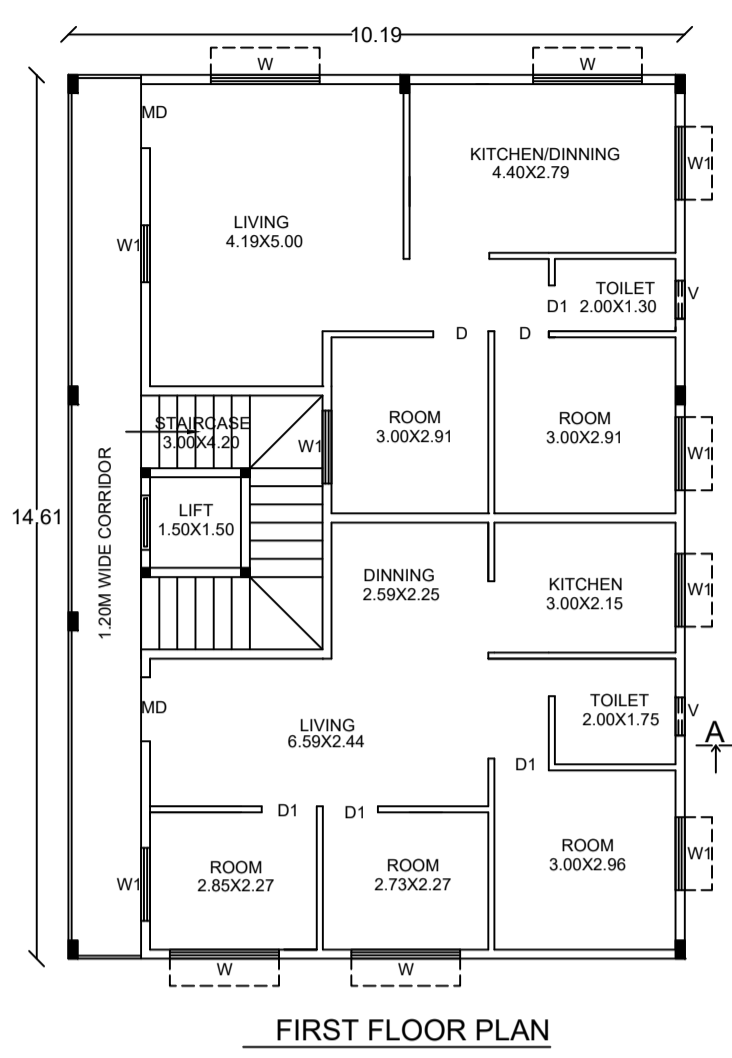 10.19
W
W
MD
KITCHEN/DINNING
4.40X2.79
W1
LIVING
4.19X5.00
W1
TOILET
2.00X1.30
V
D1
D
D
STAIRCASE
3.00X4.20
ROOM
3.00X2.91
ROOM
3.00X2.91
W1
W1
14.61
1.20M WIDE CORRIDOR
LIFT
1.50X1.50
DINNING
2.59X2.25
KITCHEN
3.00X2.15
W1
MD
LIVING
6.59X2.44
TOILET
2.00X1.75
V
A
D1
D1
D1
W1
ROOM
2.85X2.27
ROOM
2.73X2.27
ROOM
3.00X2.96
W1
W
W
FIRST FLOOR PLAN